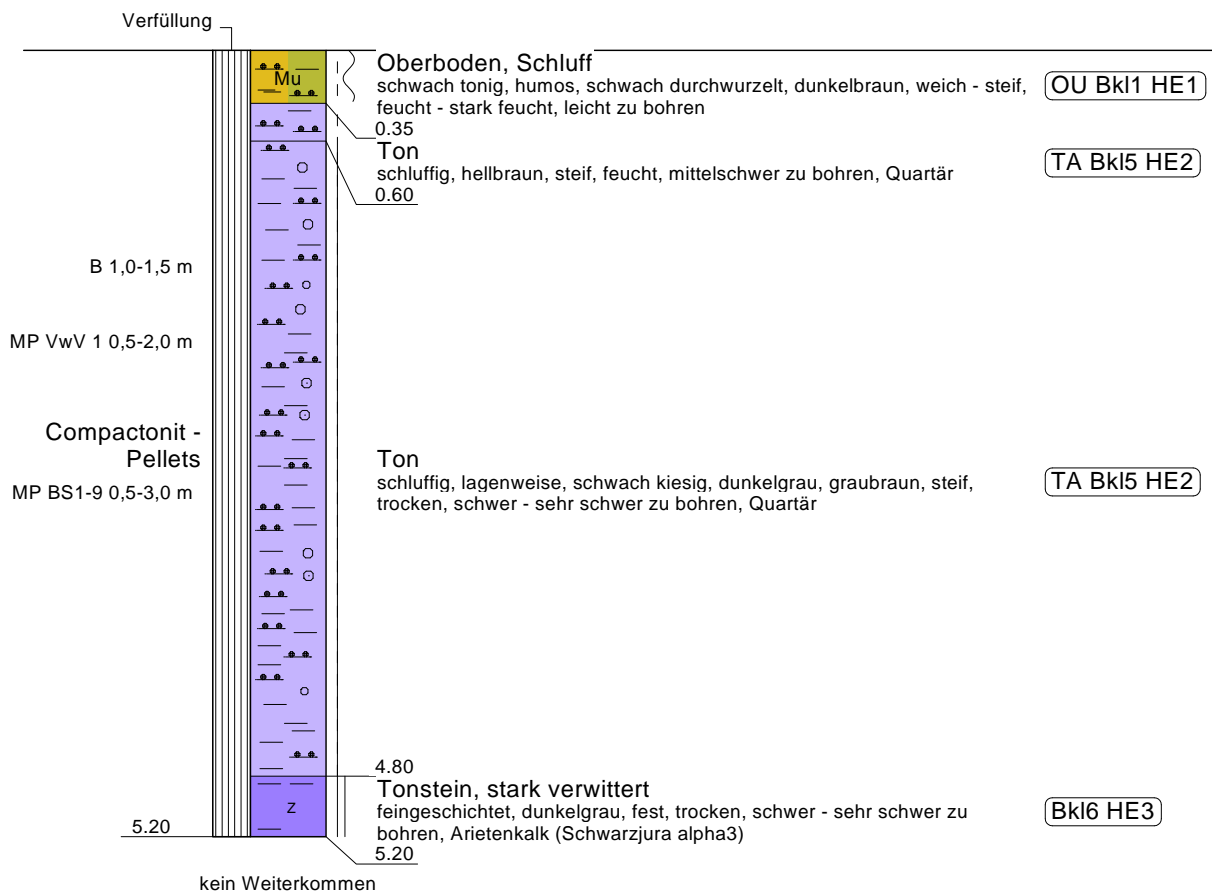 Verfüllung
Mu
Oberboden, Schluff
schwach tonig, humos, schwach durchwurzelt, dunkelbraun, weich - steif,
feucht - stark feucht, leicht zu bohren
OU Bkl1 HE1
0.35
Ton
schluffig, hellbraun, steif, feucht, mittelschwer zu bohren, Quartär
TA Bkl5 HE2
0.60
B 1,0-1,5 m
MP VwV 1 0,5-2,0 m
Compactonit -
Pellets
MP BS1-9 0,5-3,0 m
Ton
schluffig, lagenweise, schwach kiesig, dunkelgrau, graubraun, steif,
trocken, schwer - sehr schwer zu bohren, Quartär
TA Bkl5 HE2
4.80
Tonstein, stark verwittert
feingeschichtet, dunkelgrau, fest, trocken, schwer - sehr schwer zu
bohren, Arietenkalk (Schwarzjura alpha3)
Bkl6 HE3
z
5.20
5.20
kein Weiterkommen